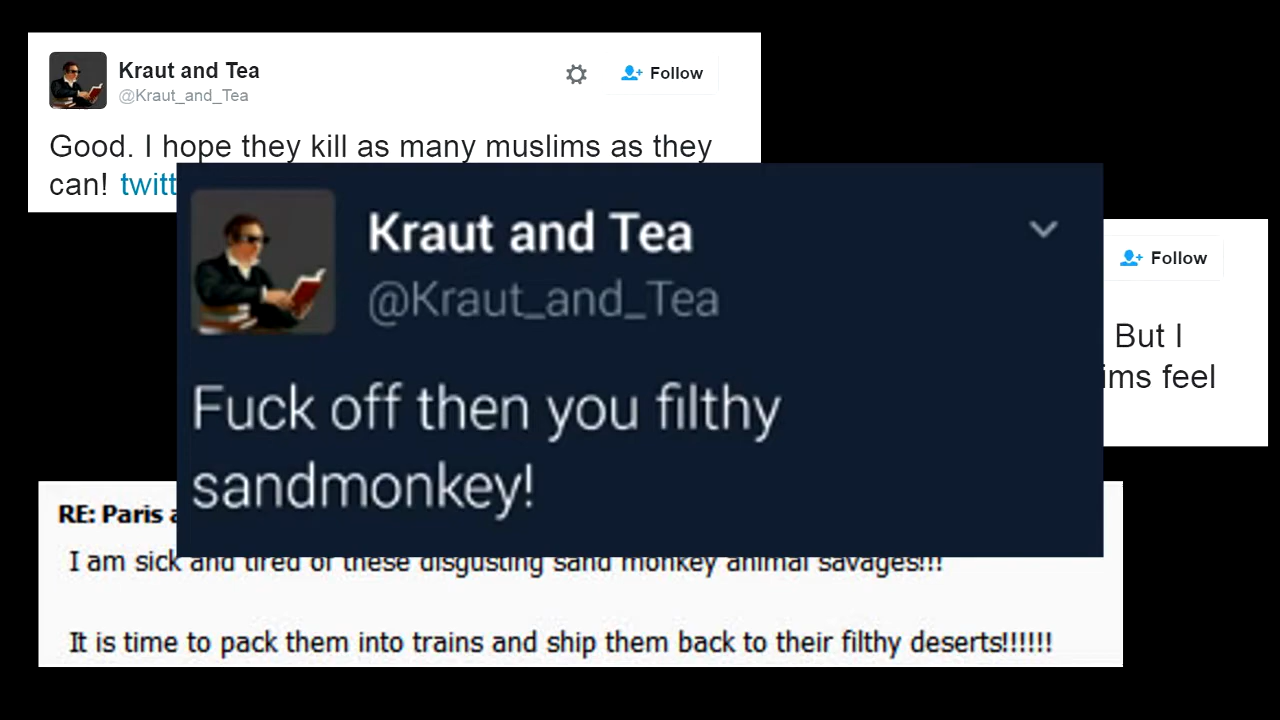 Kraut and Tea
@Kraut_and_Tea
Follow
Good. I hope they kill as many muslims as they
can! twitt
Kraut and Tea
@Kraut_and_Tea
Fuck off then you filthy
sandmonkey!
Follow
But I
ims feel
RE: Paris a
I am sick and tired of these disgusting sand monkey animal savages!!!
It is time to pack them into trains and ship them back to their filthy deserts!!!!!!